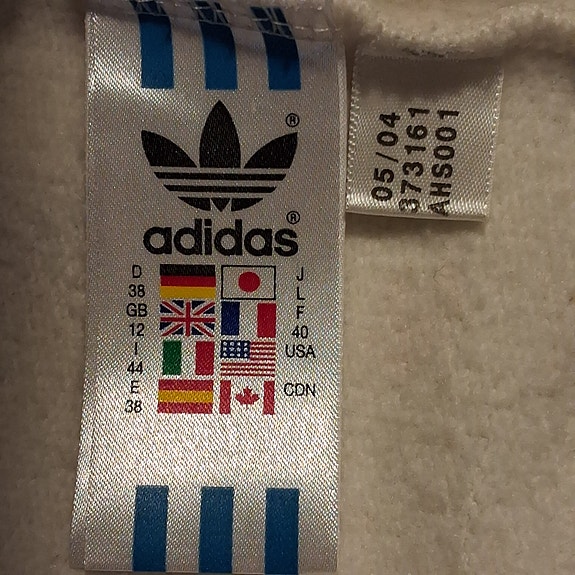 ®
adidas®
D J
38 L
GB F
12 40
I USA
44
E CDN
38
05/04
373161
AHS001